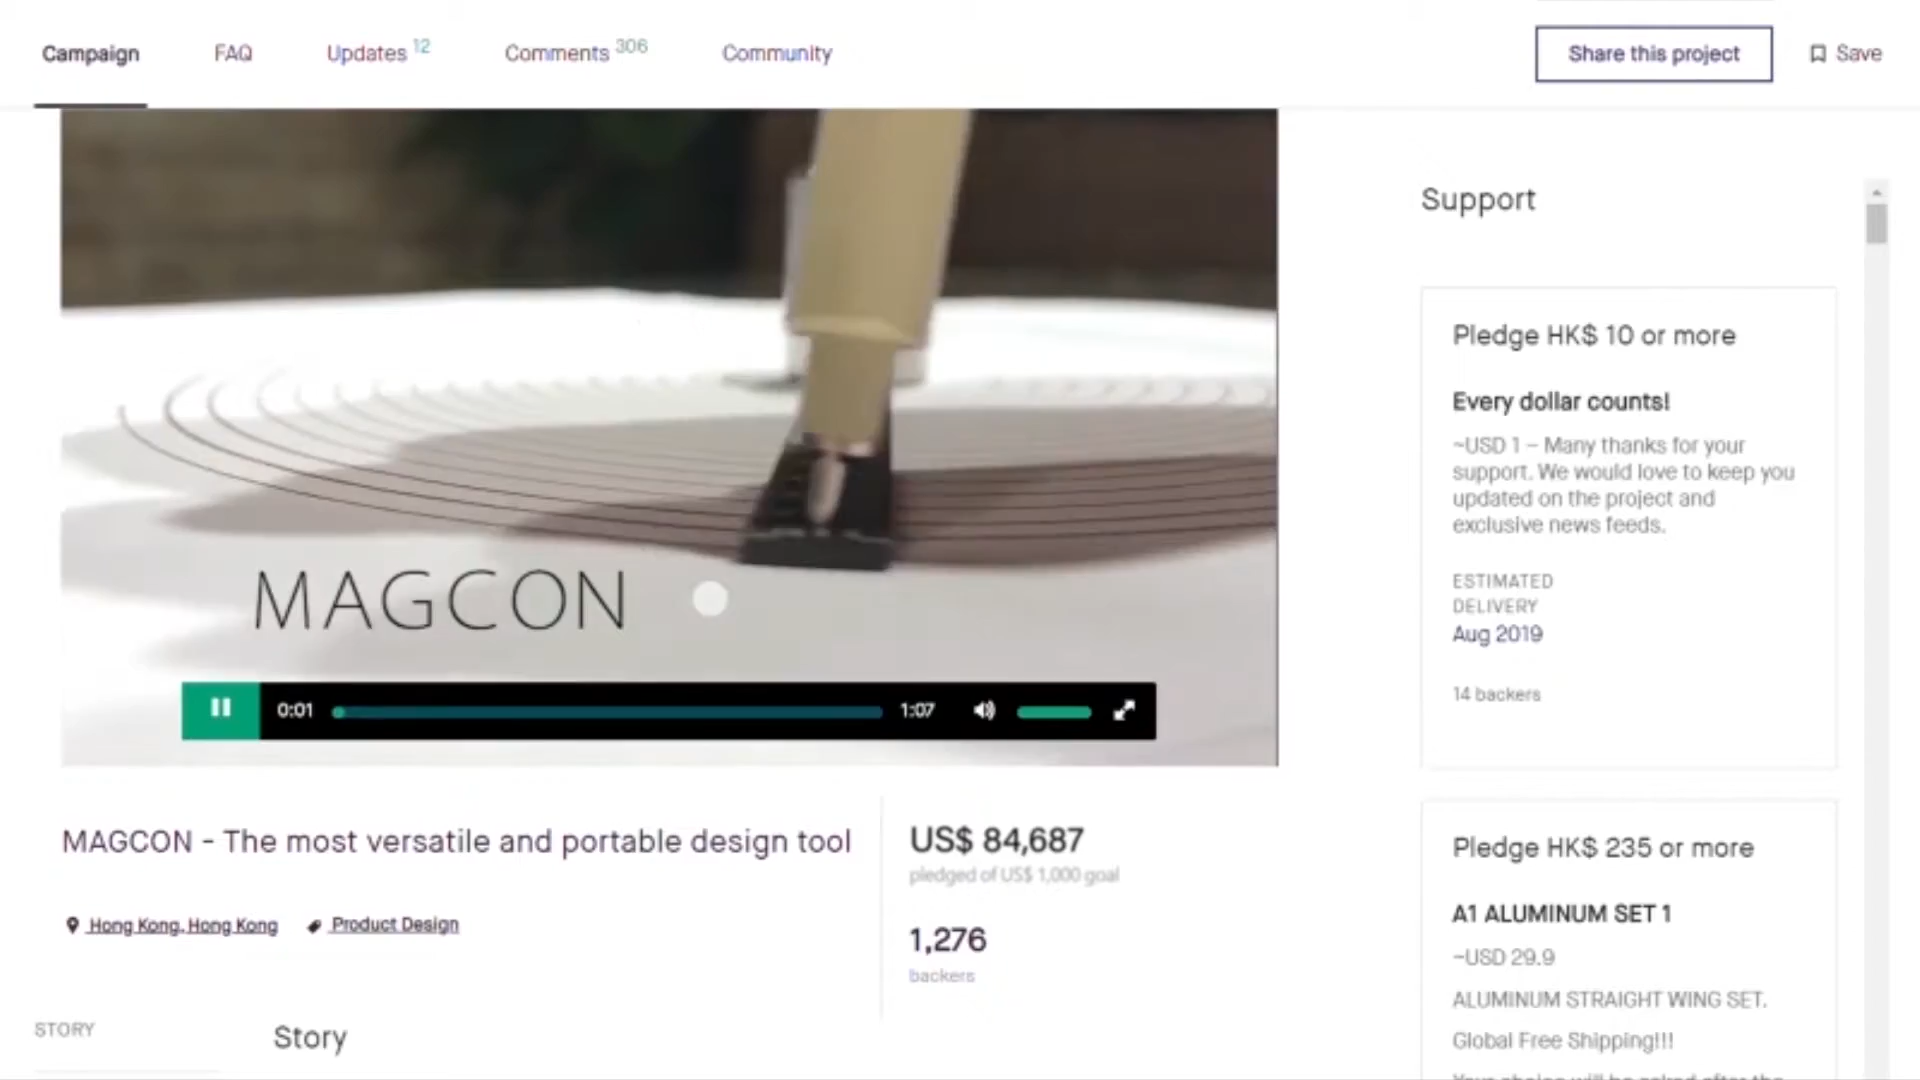 Campaign
FAQ
Updates 12
Comments 306
Community
Share this project
Save
MAGCON
0:01
1:07
MAGCON - The most versatile and portable design tool
Hong Kong, Hong Kong
Product Design
US$ 84,687
pledged of US$ 1,000 goal
1,276
backers
STORY
Story
Support
Pledge HK$ 10 or more
Every dollar counts!
~USD 1 – Many thanks for your
support. We would love to keep you
updated on the project and
exclusive news feeds.
ESTIMATED
DELIVERY
Aug 2019
14 backers
Pledge HK$ 235 or more
A1 ALUMINUM SET 1
~USD 29.9
ALUMINUM STRAIGHT WING SET.
Global Free Shipping!!!